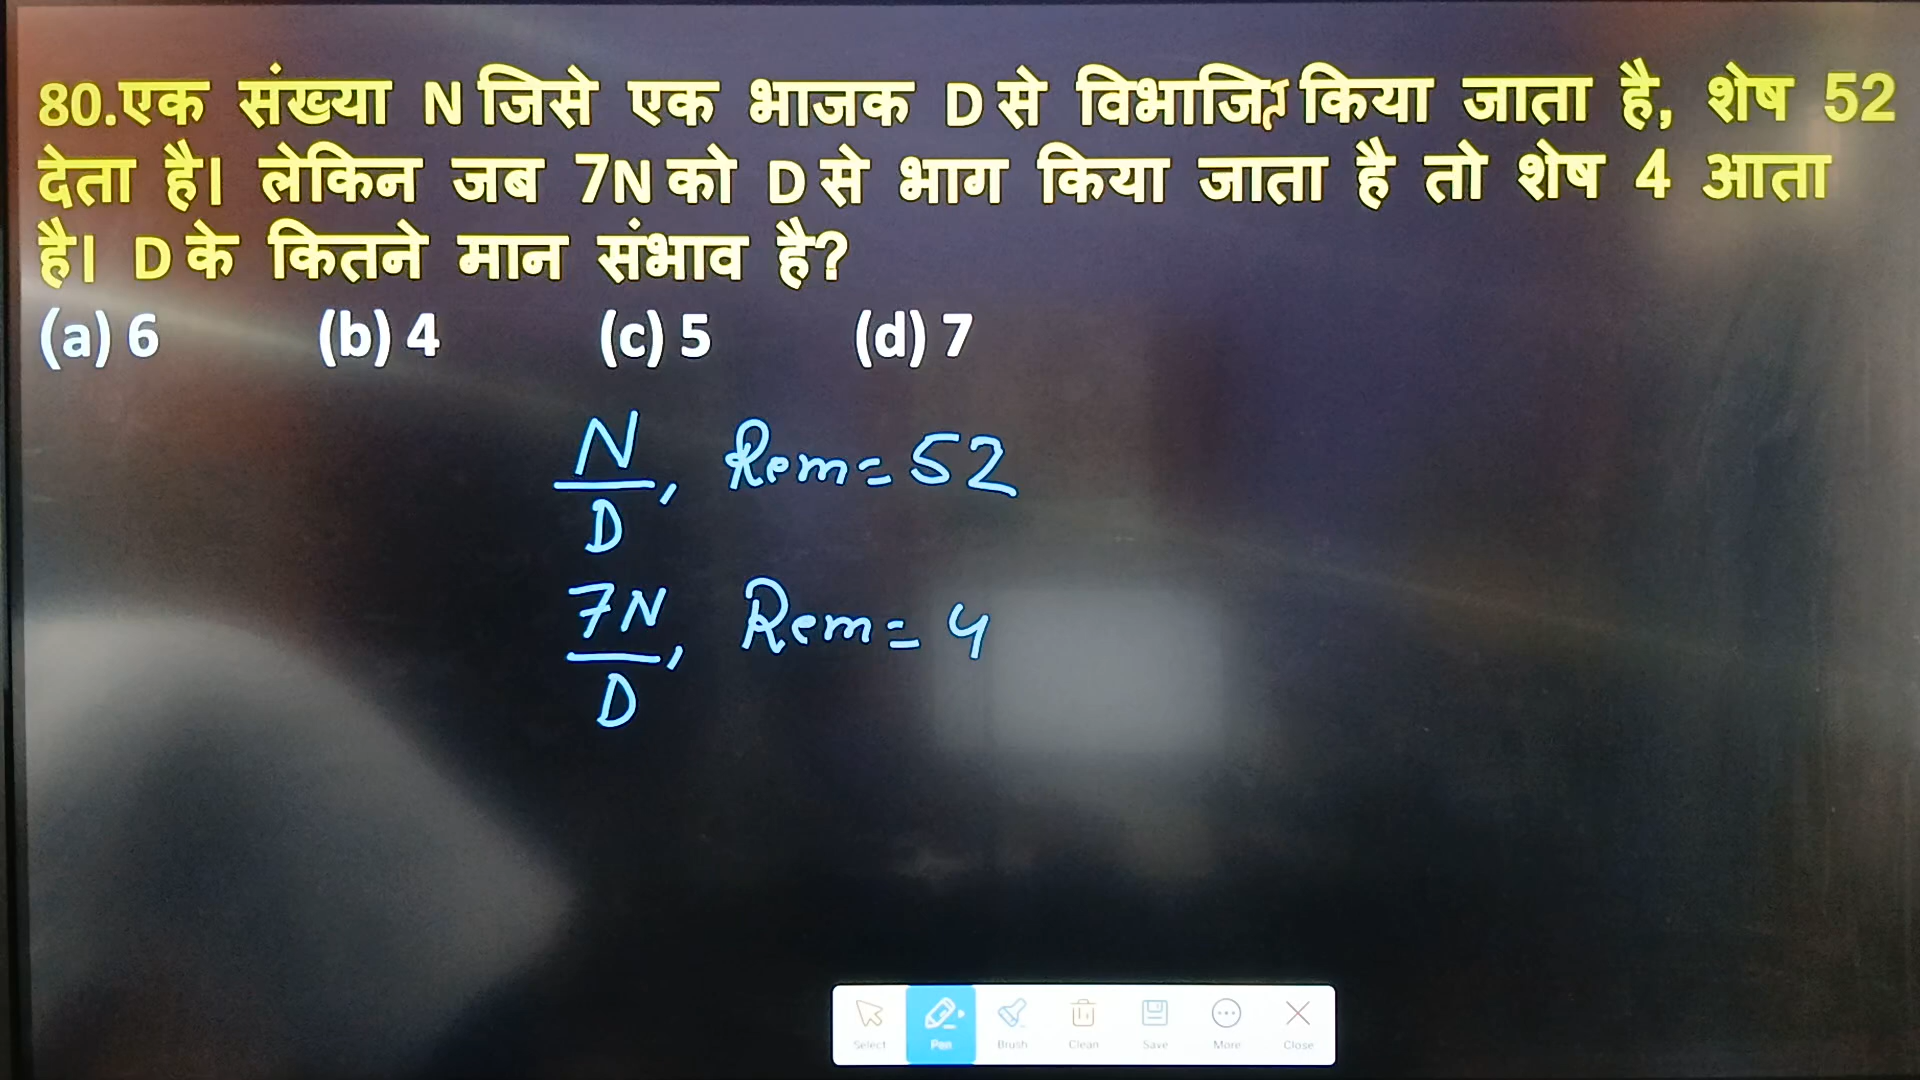 80.एक संख्या N जिसे एक भाजक D से विभाजित किया जाता है, शेष 52
देता है। लेकिन जब 7N को D से भाग किया जाता है तो शेष 4 आता
है। D के कितने मान संभाव है?
(a) 6 (b) 4 (c) 5 (d) 7
N/D, Rem = 52
7N/D, Rem = 4
Select Pen Brush Clean Save More Close